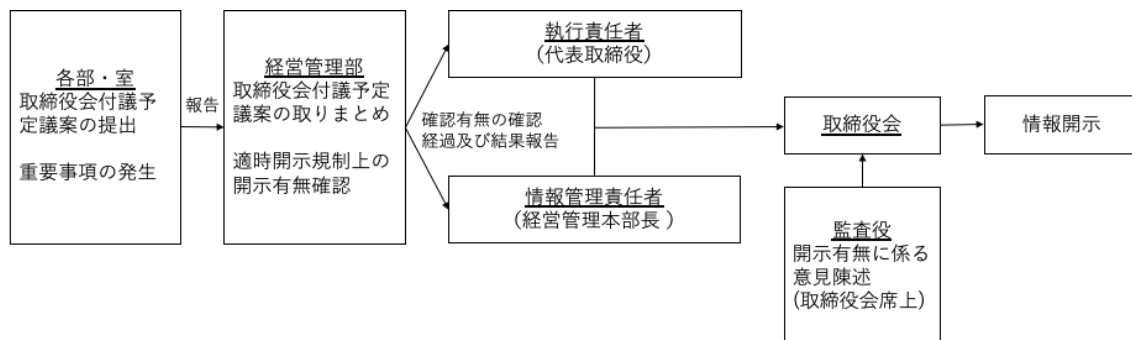 各部・室
取締役会付議予
定議案の提出
重要事項の発生
報告
経営管理部
取締役会付議予定
議案の取りまとめ
適時開示規制上の
開示有無確認
確認有無の確認
経過及び結果報告
執行責任者
(代表取締役)
情報管理責任者
(経営管理本部長 )
取締役会
情報開示
監査役
開示有無に係る
意見陳述
(取締役会席上)